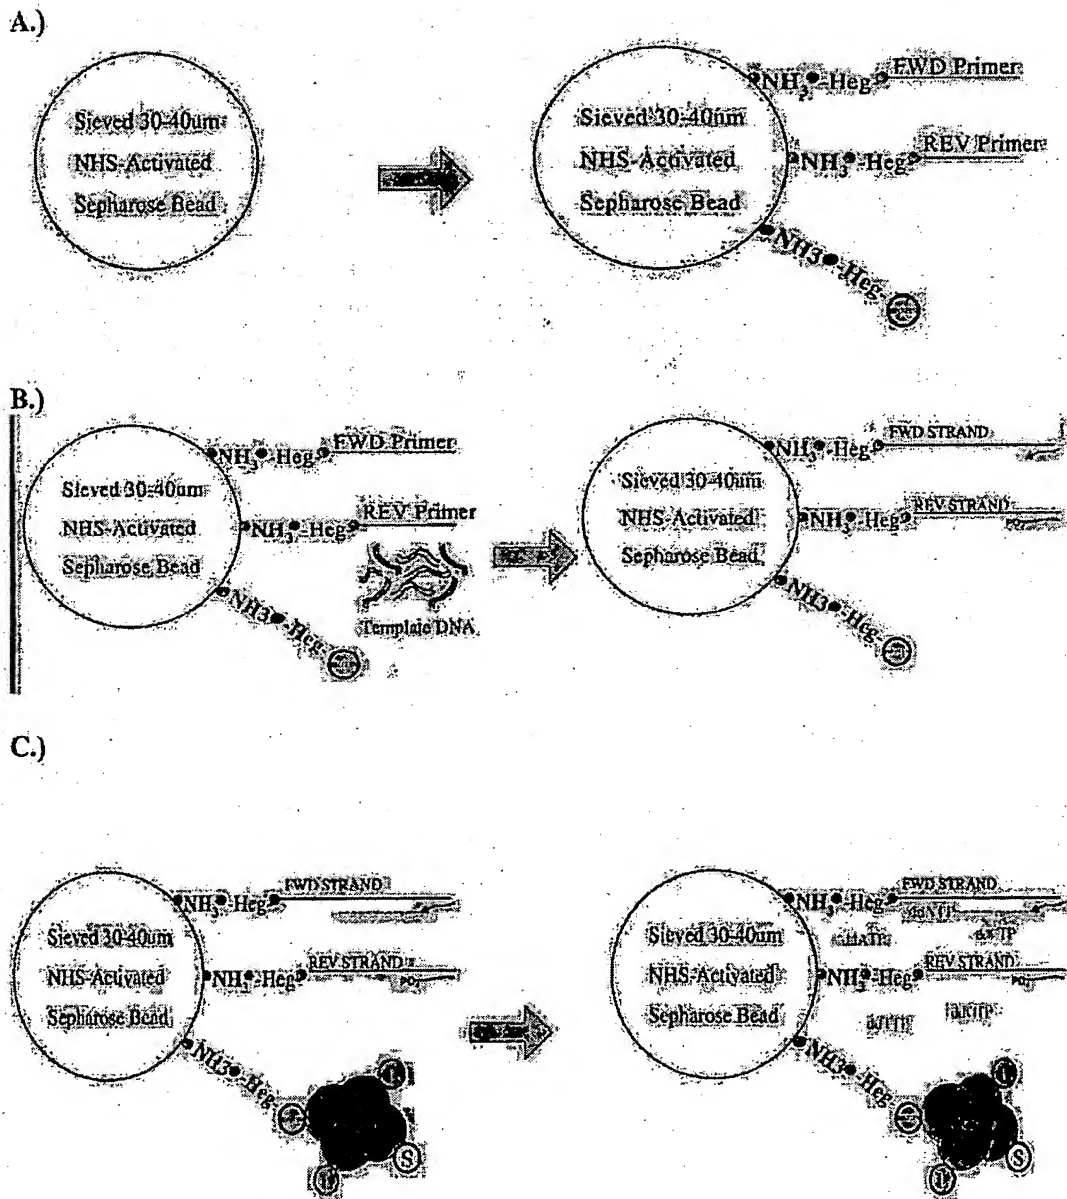 A.)
Sieved 30-40um
NHS-Activated
Sepharose Bead
Sieved 30-40um
NHS-Activated
Sepharose Bead
NH3 -Heg FWD Primer
NH3 -Heg REV Primer
NH3 -Heg
B.)
Sieved 30-40um
NHS-Activated
Sepharose Bead
NH3 -Heg FWD Primer
NH3 -Heg REV Primer
NH3 -Heg
Template DNA
Sieved 30-40um
NHS-Activated
Sepharose Bead
NH3 -Heg FWD STRAND
NH3 -Heg REV STRAND
NH3 -Heg
C.)
Sieved 30-40um
NHS-Activated
Sepharose Bead
NH3 -Heg FWD STRAND
NH3 -Heg REV STRAND
NH3 -Heg
S
Sieved 30-40um
NHS-Activated
Sepharose Bead
NH3 -Heg FWD STRAND
NH3 -Heg REV STRAND
NH3 -Heg
S